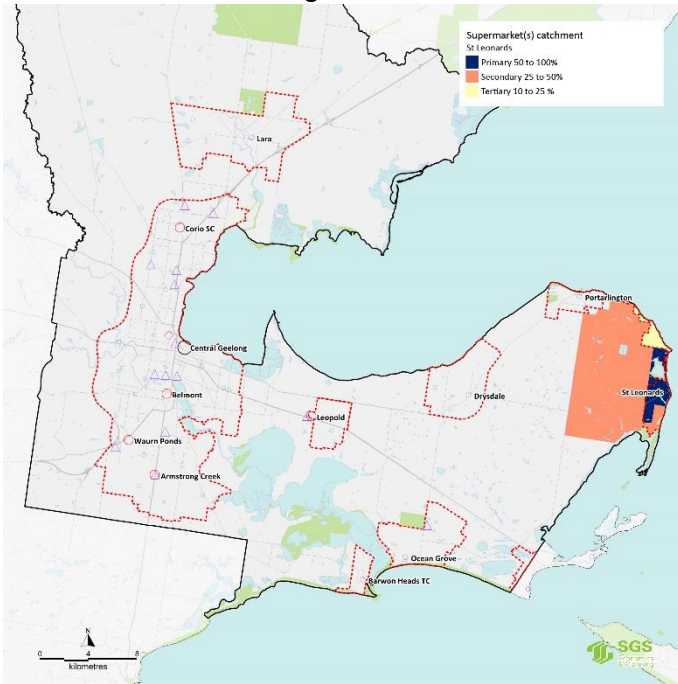 Supermarket(s) catchment
St Leonards
Primary 50 to 100%
Secondary 25 to 50%
Tertiary 10 to 25 %
Lara
Corio SC
Portarlington
Central Geelong
Drysdale
St Leonards
Belmont
Leopold
Waurn Ponds
Armstrong Creek
Ocean Grove
Barwon Heads TC
N
0 4 8
kilometres
SGS
Economics
& Planning